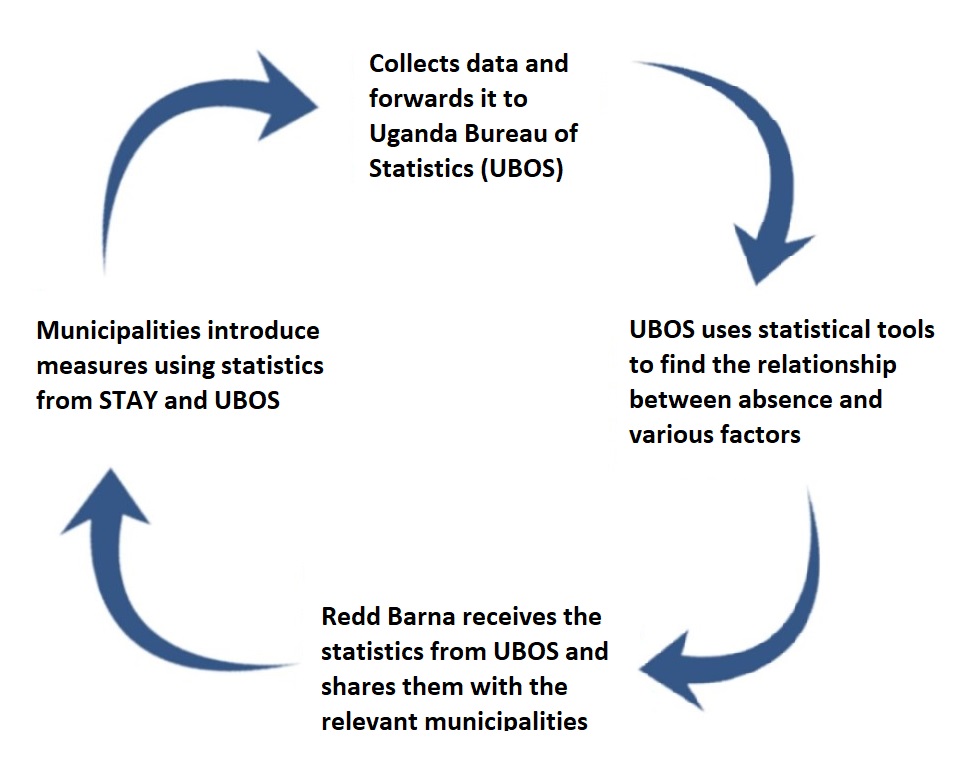 Collects data and
forwards it to
Uganda Bureau of
Statistics (UBOS)
UBOS uses statistical tools
to find the relationship
between absence and
various factors
Redd Barna receives the
statistics from UBOS and
shares them with the
relevant municipalities
Municipalities introduce
measures using statistics
from STAY and UBOS